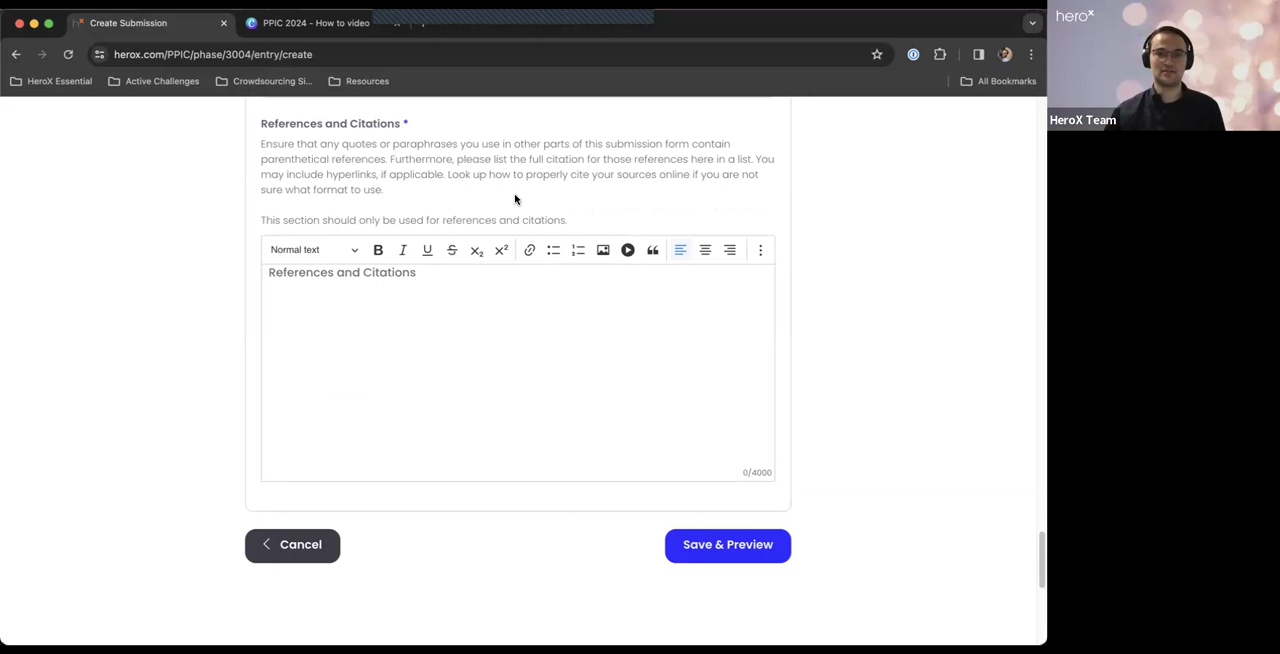 Create Submission
PPIC 2024 - How to video
herox.com/PPIC/phase/3004/entry/create
HeroX Essential
Active Challenges
Crowdsourcing Si...
Resources
All Bookmarks
herox
HeroX Team
References and Citations *
Ensure that any quotes or paraphrases you use in other parts of this submission form contain
parenthetical references. Furthermore, please list the full citation for those references here in a list. You
may include hyperlinks, if applicable. Look up how to properly cite your sources online if you are not
sure what format to use.
This section should only be used for references and citations.
Normal text
References and Citations
0/4000
Cancel
Save & Preview